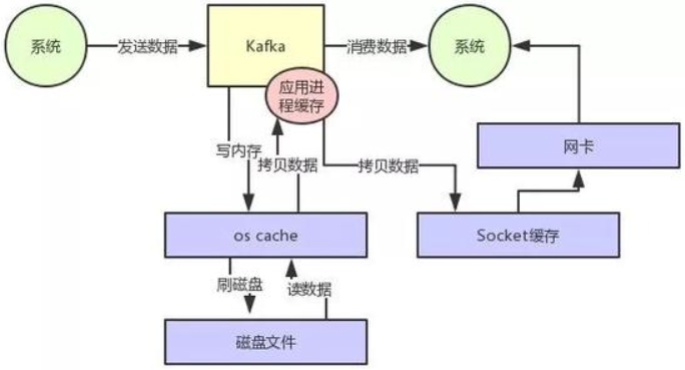 系统
发送数据
Kafka
消费数据
系统
应用进
程缓存
写内存
拷贝数据
拷贝数据
网卡
os cache
Socket缓存
刷磁盘
读数据
磁盘文件